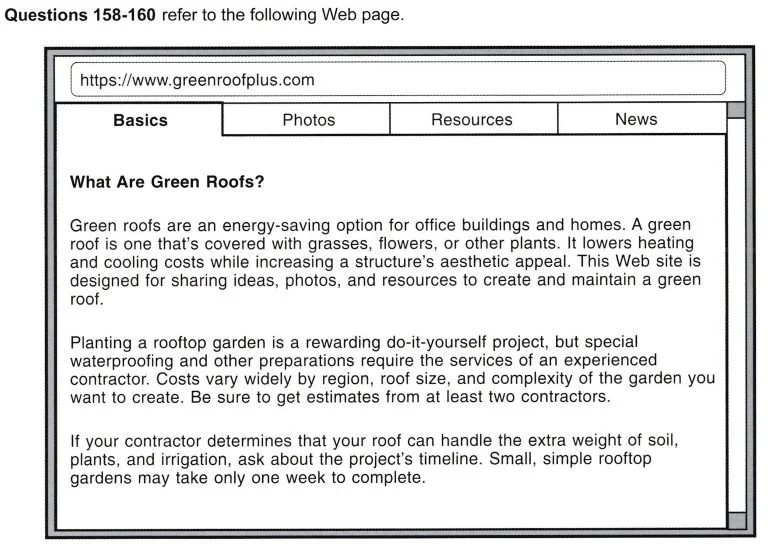 Questions 158-160 refer to the following Web page.
https://www.greenroofplus.com
Basics
Photos
Resources
News
What Are Green Roofs?
Green roofs are an energy-saving option for office buildings and homes. A green
roof is one that's covered with grasses, flowers, or other plants. It lowers heating
and cooling costs while increasing a structure's aesthetic appeal. This Web site is
designed for sharing ideas, photos, and resources to create and maintain a green
roof.
Planting a rooftop garden is a rewarding do-it-yourself project, but special
waterproofing and other preparations require the services of an experienced
contractor. Costs vary widely by region, roof size, and complexity of the garden you
want to create. Be sure to get estimates from at least two contractors.
If your contractor determines that your roof can handle the extra weight of soil,
plants, and irrigation, ask about the project's timeline. Small, simple rooftop
gardens may take only one week to complete.